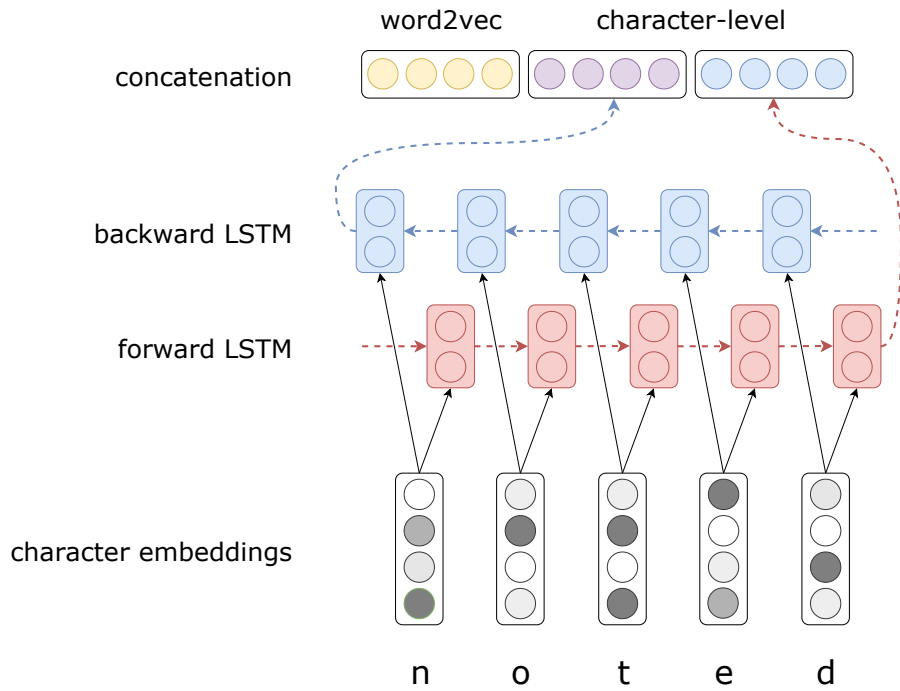 word2vec character-level
concatenation
backward LSTM
forward LSTM
character embeddings
n o t e d